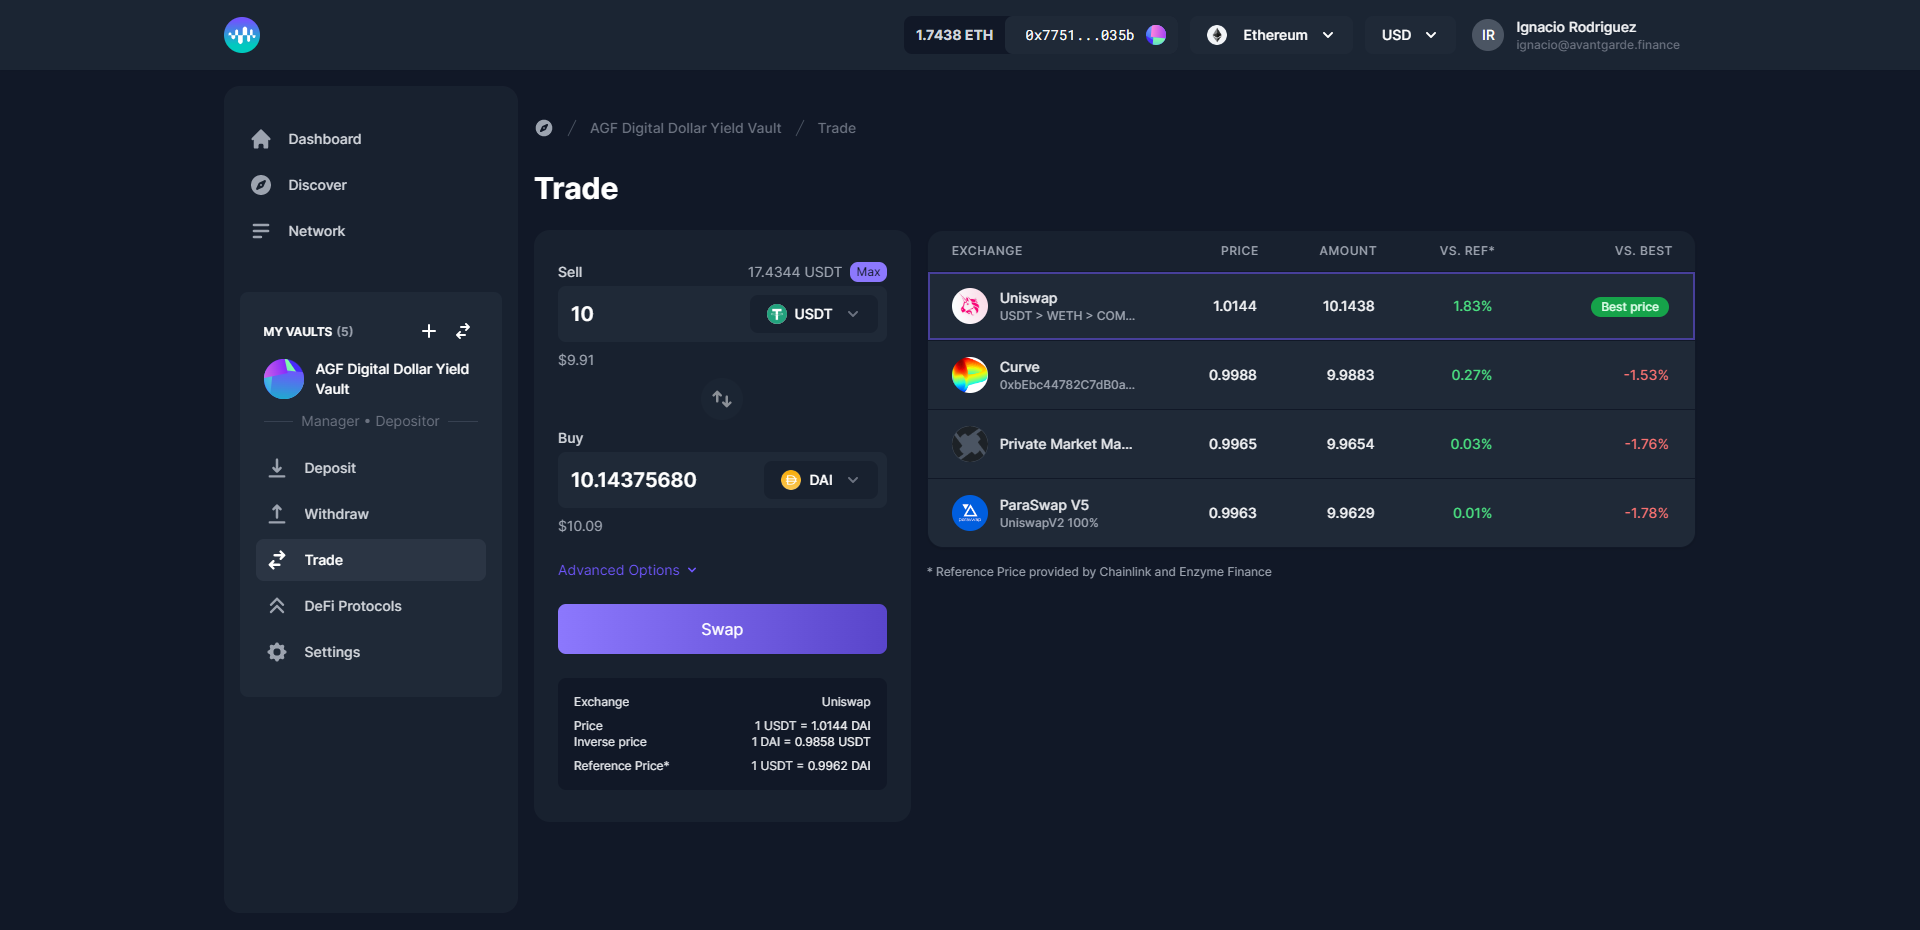 1.7438 ETH
0x7751...035b
Ethereum
USD
IR
Ignacio Rodriguez
ignacio@avantgarde.finance
Dashboard
Discover
Network
MY VAULTS (5)
AGF Digital Dollar Yield
Vault
Manager • Depositor
Deposit
Withdraw
Trade
DeFi Protocols
Settings
/ AGF Digital Dollar Yield Vault / Trade
Trade
Sell
17.4344 USDT Max
10
USDT
$9.91
Buy
10.14375680
DAI
$10.09
Advanced Options
Swap
Exchange Uniswap
Price 1 USDT = 1.0144 DAI
Inverse price 1 DAI = 0.9858 USDT
Reference Price* 1 USDT = 0.9962 DAI
EXCHANGE PRICE AMOUNT VS. REF* VS. BEST
Uniswap
USDT > WETH > COM...
1.0144 10.1438 1.83% Best price
Curve
0xbEbc44782C7dB0a...
0.9988 9.9883 0.27% -1.53%
Private Market Ma...
0.9965 9.9654 0.03% -1.76%
ParaSwap V5
UniswapV2 100%
0.9963 9.9629 0.01% -1.78%
* Reference Price provided by Chainlink and Enzyme Finance